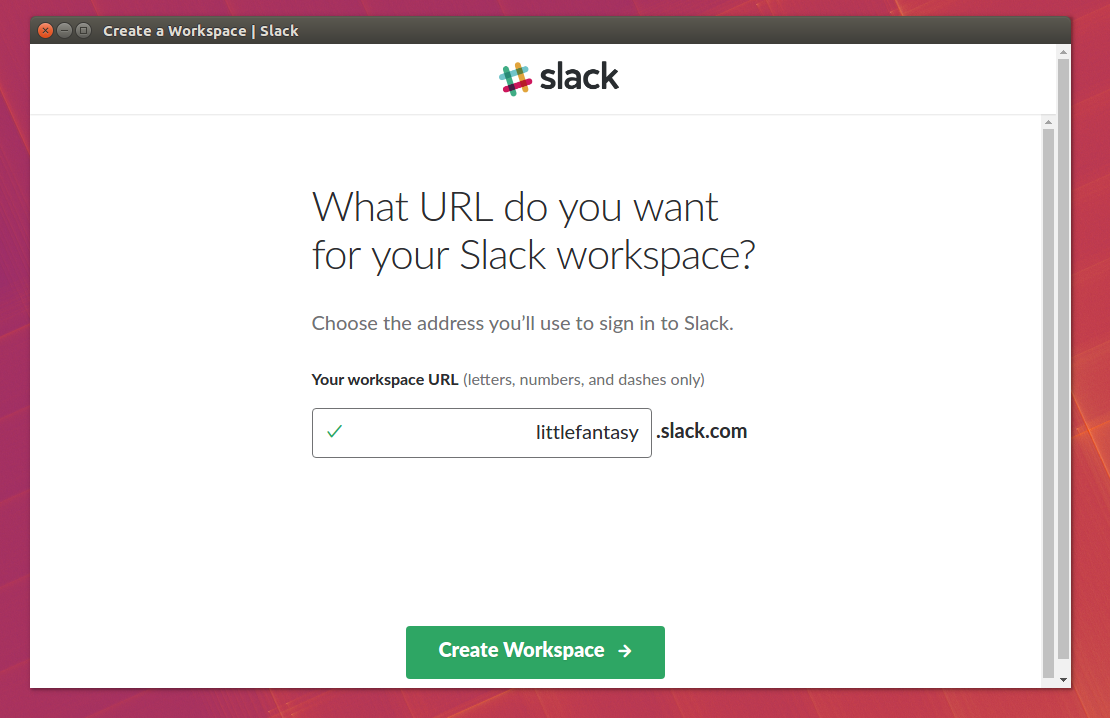 Create a Workspace | Slack
slack
What URL do you want
for your Slack workspace?
Choose the address you’ll use to sign in to Slack.
Your workspace URL (letters, numbers, and dashes only)
littlefantasy .slack.com
Create Workspace →